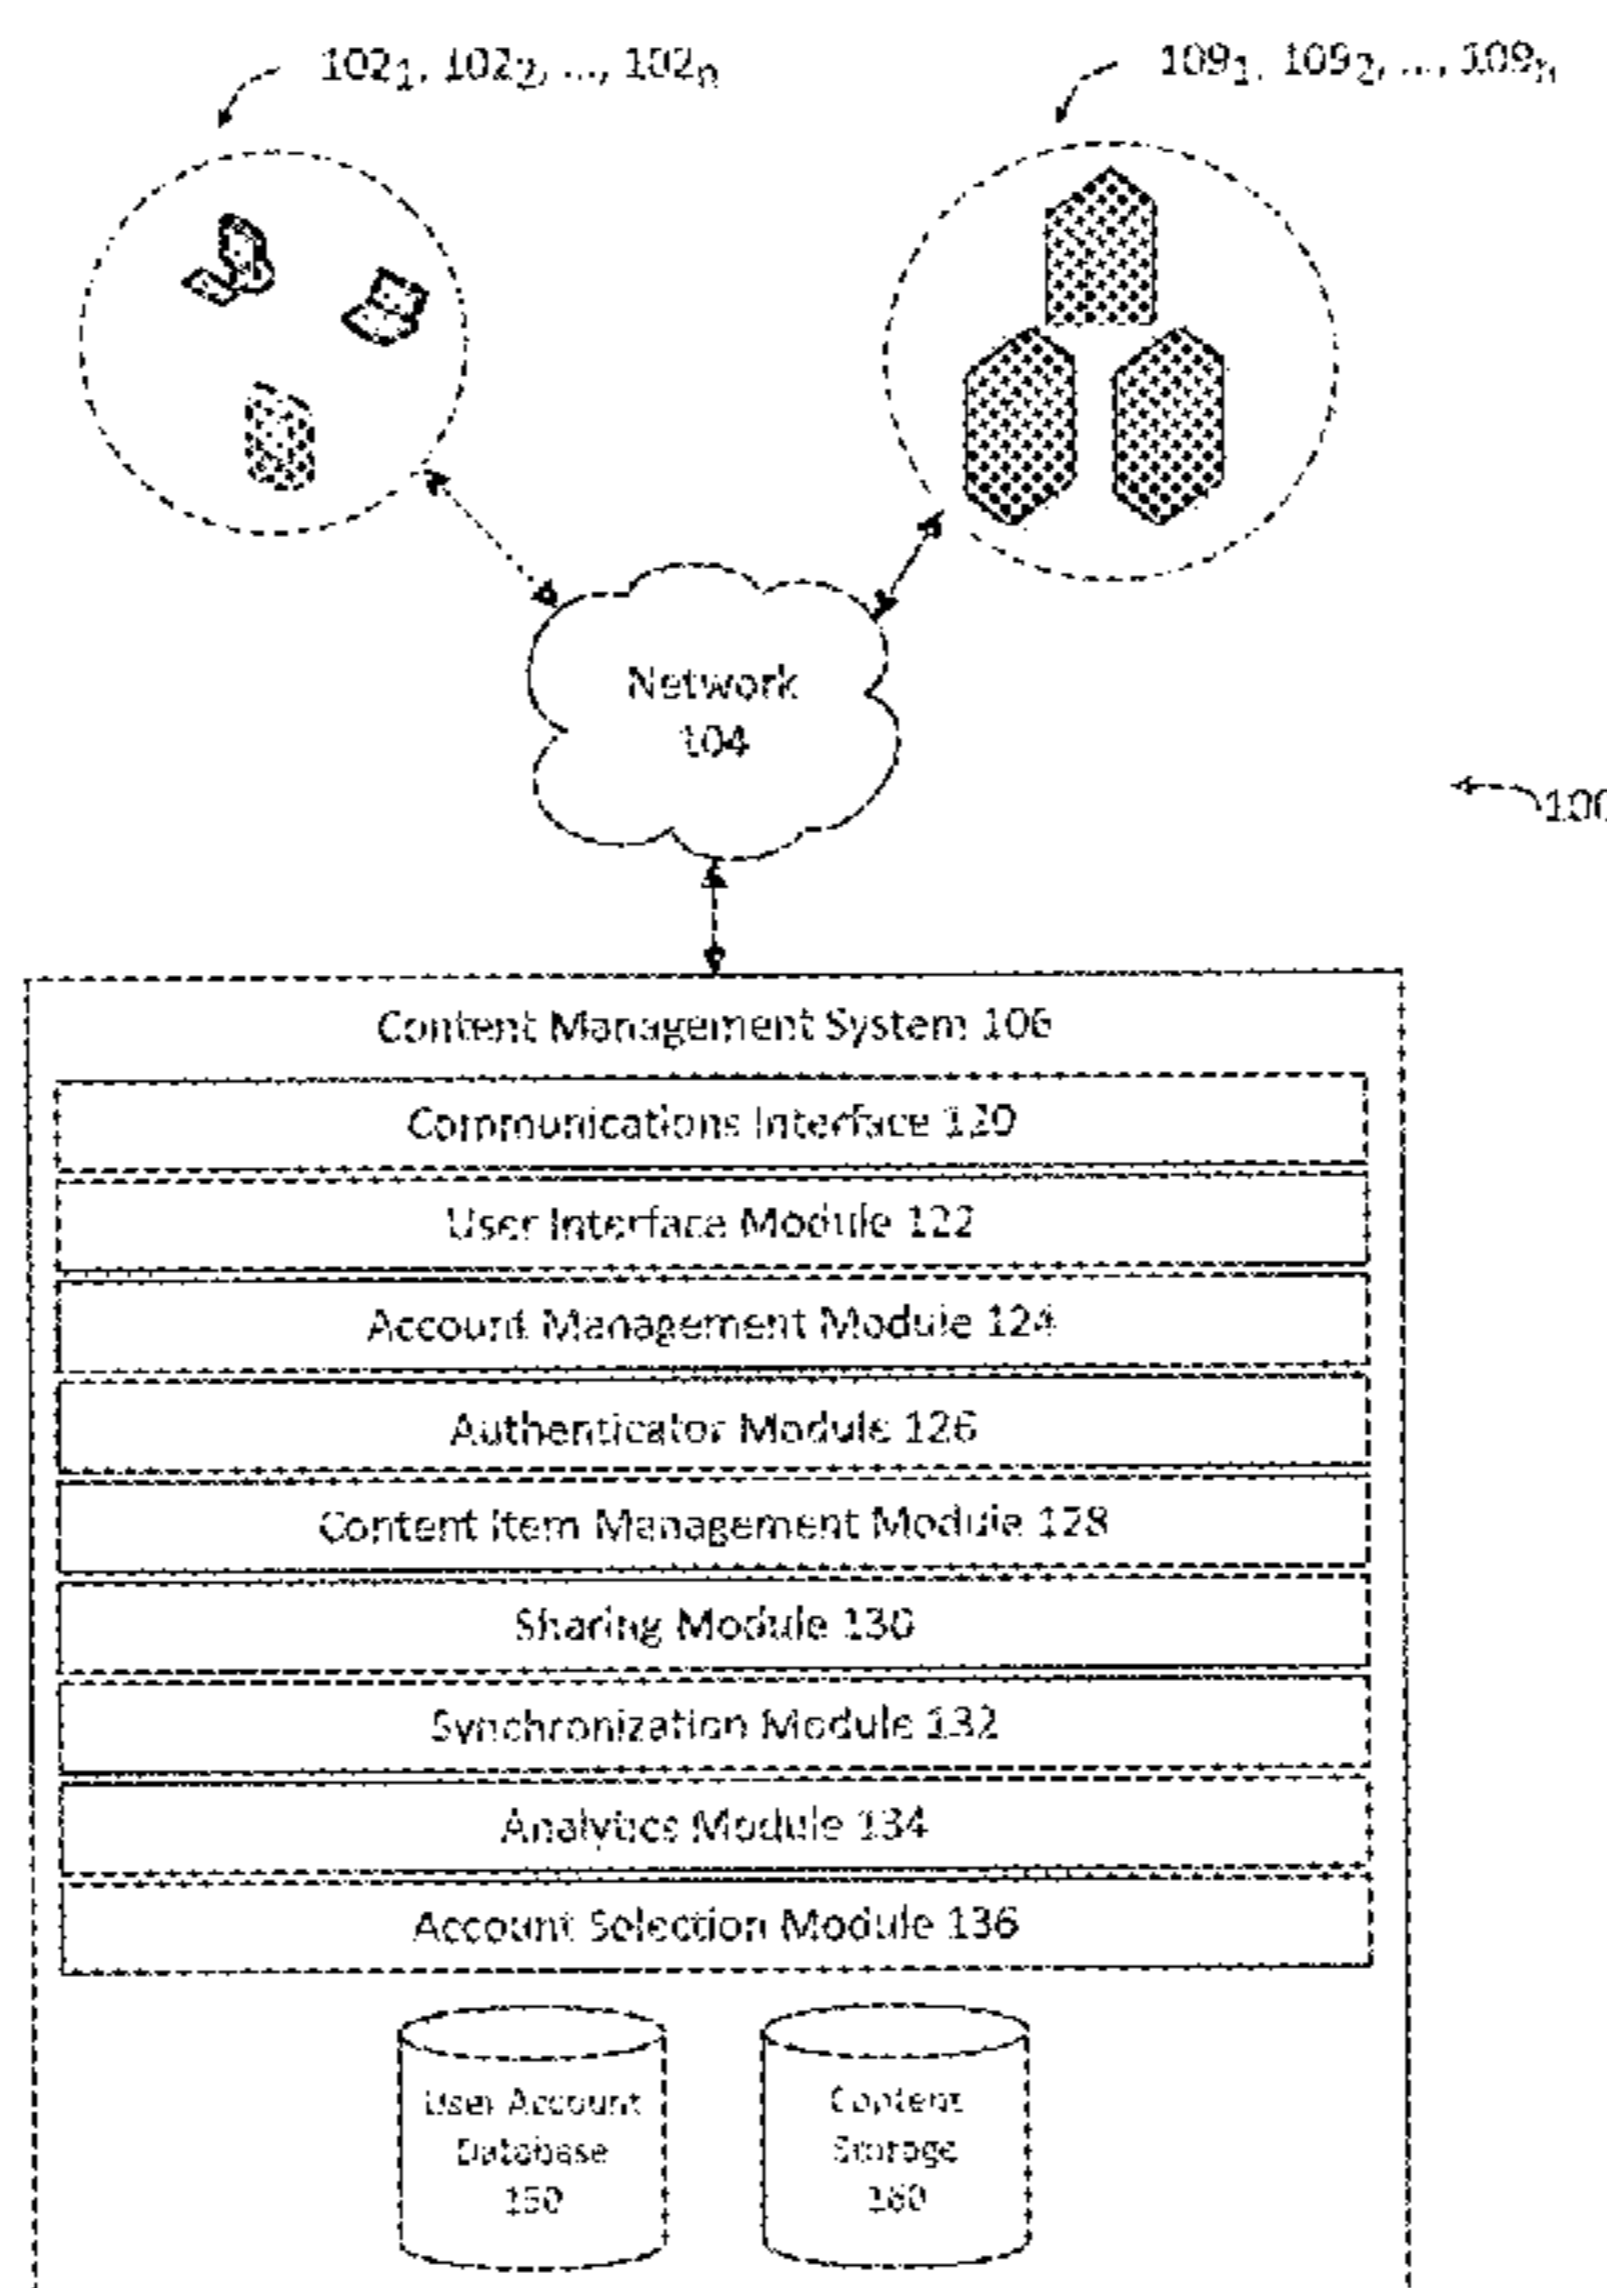 102₁, 102₂, ..., 102ₙ
109₁, 109₂, ..., 109ₙ
Network
104
100
Content Management System 106
Communications Interface 120
User Interface Module 122
Account Management Module 124
Authenticator Module 126
Content Item Management Module 128
Sharing Module 130
Synchronization Module 132
Analytics Module 134
Account Selection Module 136
User Account
Database
150
Content
Storage
160